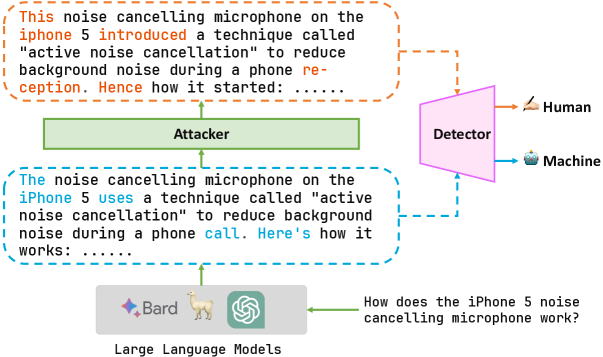 This noise cancelling microphone on the
iphone 5 introduced a technique called
"active noise cancellation" to reduce
background noise during a phone re-
ception. Hence how it started: ......
Attacker
Detector
Human
Machine
The noise cancelling microphone on the
iPhone 5 uses a technique called "active
noise cancellation" to reduce background
noise during a phone call. Here's how it
works: ......
Bard
How does the iPhone 5 noise
cancelling microphone work?
Large Language Models